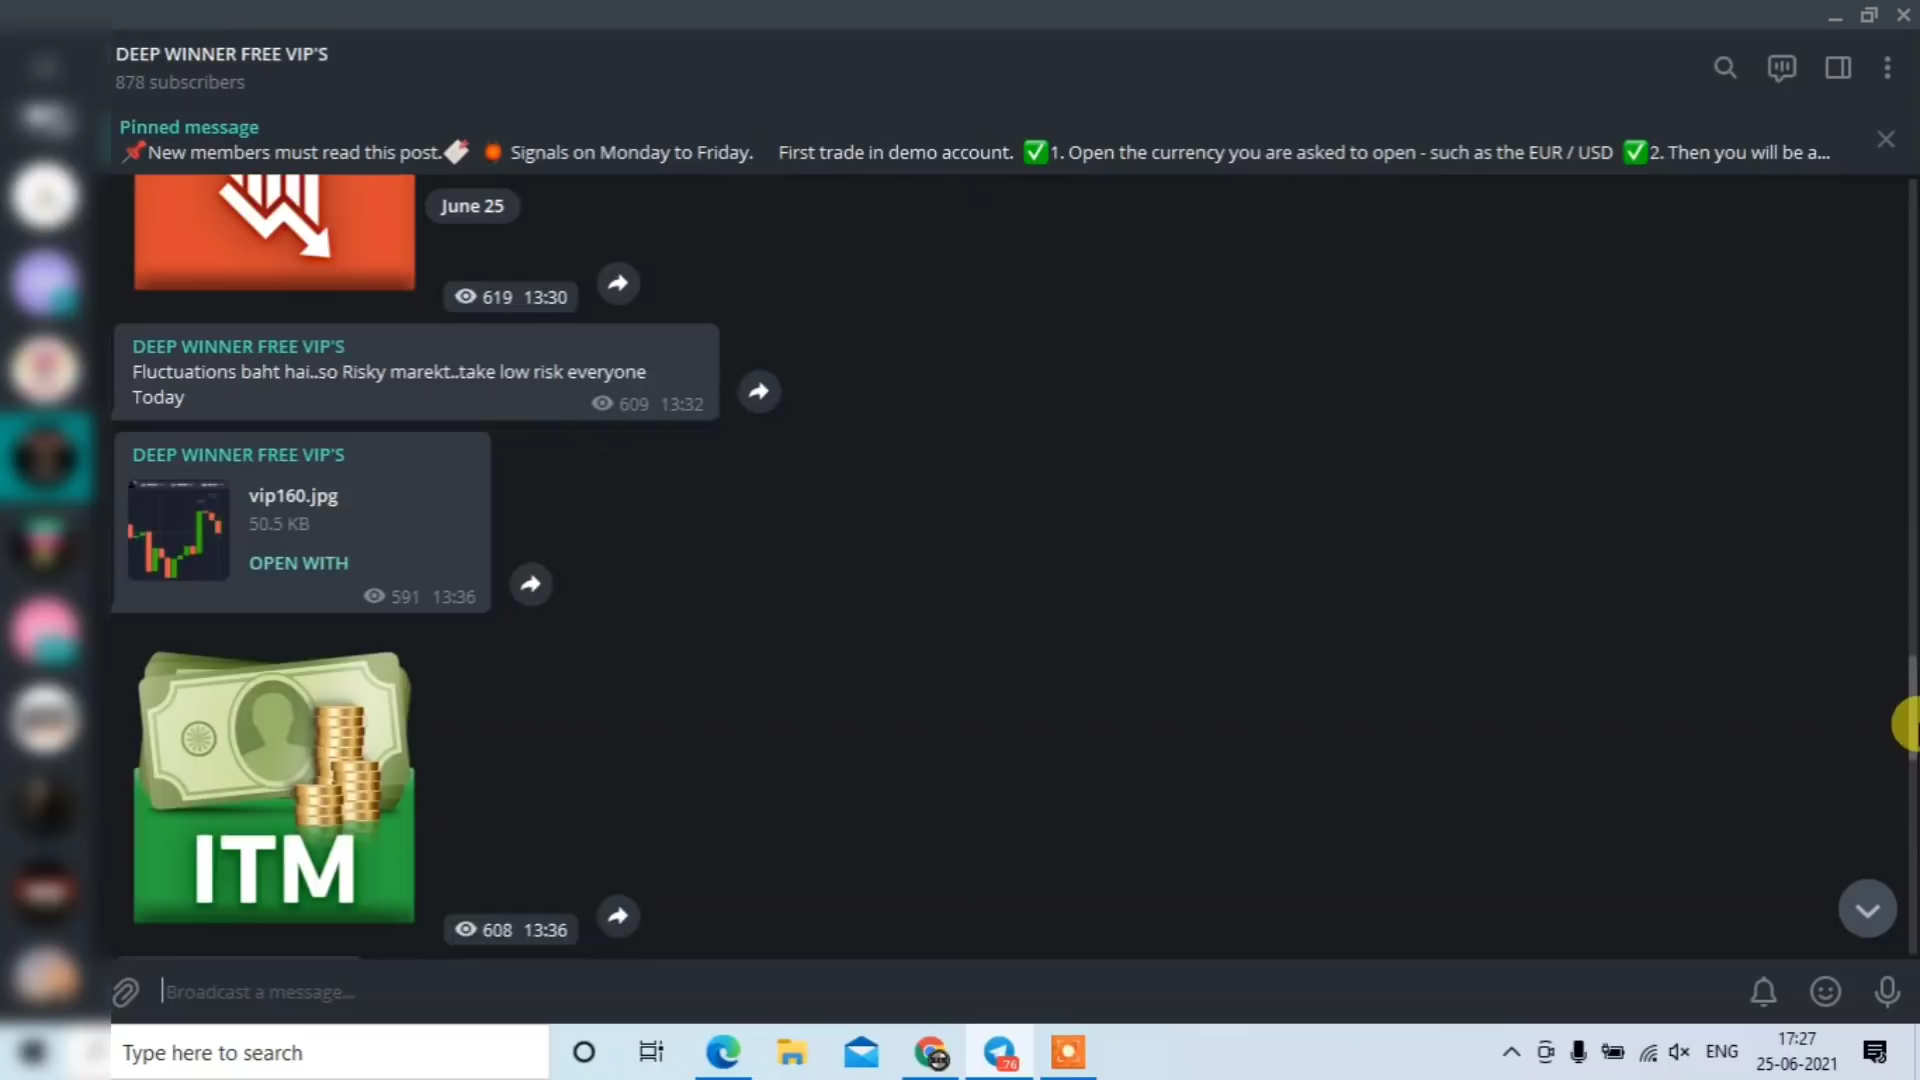 DEEP WINNER FREE VIP'S
878 subscribers
Pinned message
New members must read this post. Signals on Monday to Friday. First trade in demo account. ✅1. Open the currency you are asked to open - such as the EUR / USD ✅2. Then you will be a...
June 25
619 13:30
DEEP WINNER FREE VIP'S
Fluctuations baht hai..so Risky marekt..take low risk everyone
Today
609 13:32
DEEP WINNER FREE VIP'S
vip160.jpg
50.5 KB
OPEN WITH
591 13:36
ITM
608 13:36
Broadcast a message...
Type here to search
76
ENG
17:27
25-06-2021